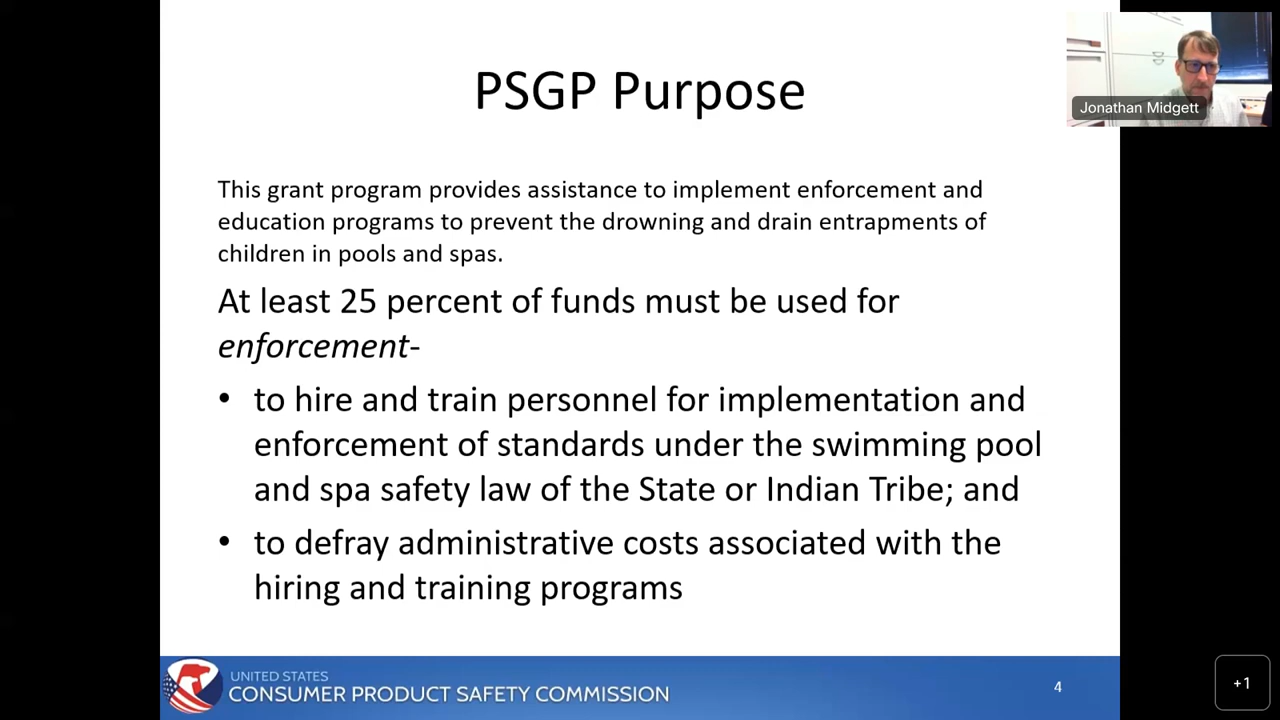 PSGP Purpose
Jonathan Midgett
This grant program provides assistance to implement enforcement and
education programs to prevent the drowning and drain entrapments of
children in pools and spas.
At least 25 percent of funds must be used for
enforcement-
• to hire and train personnel for implementation and
enforcement of standards under the swimming pool
and spa safety law of the State or Indian Tribe; and
• to defray administrative costs associated with the
hiring and training programs
UNITED STATES
CONSUMER PRODUCT SAFETY COMMISSION
4
+1